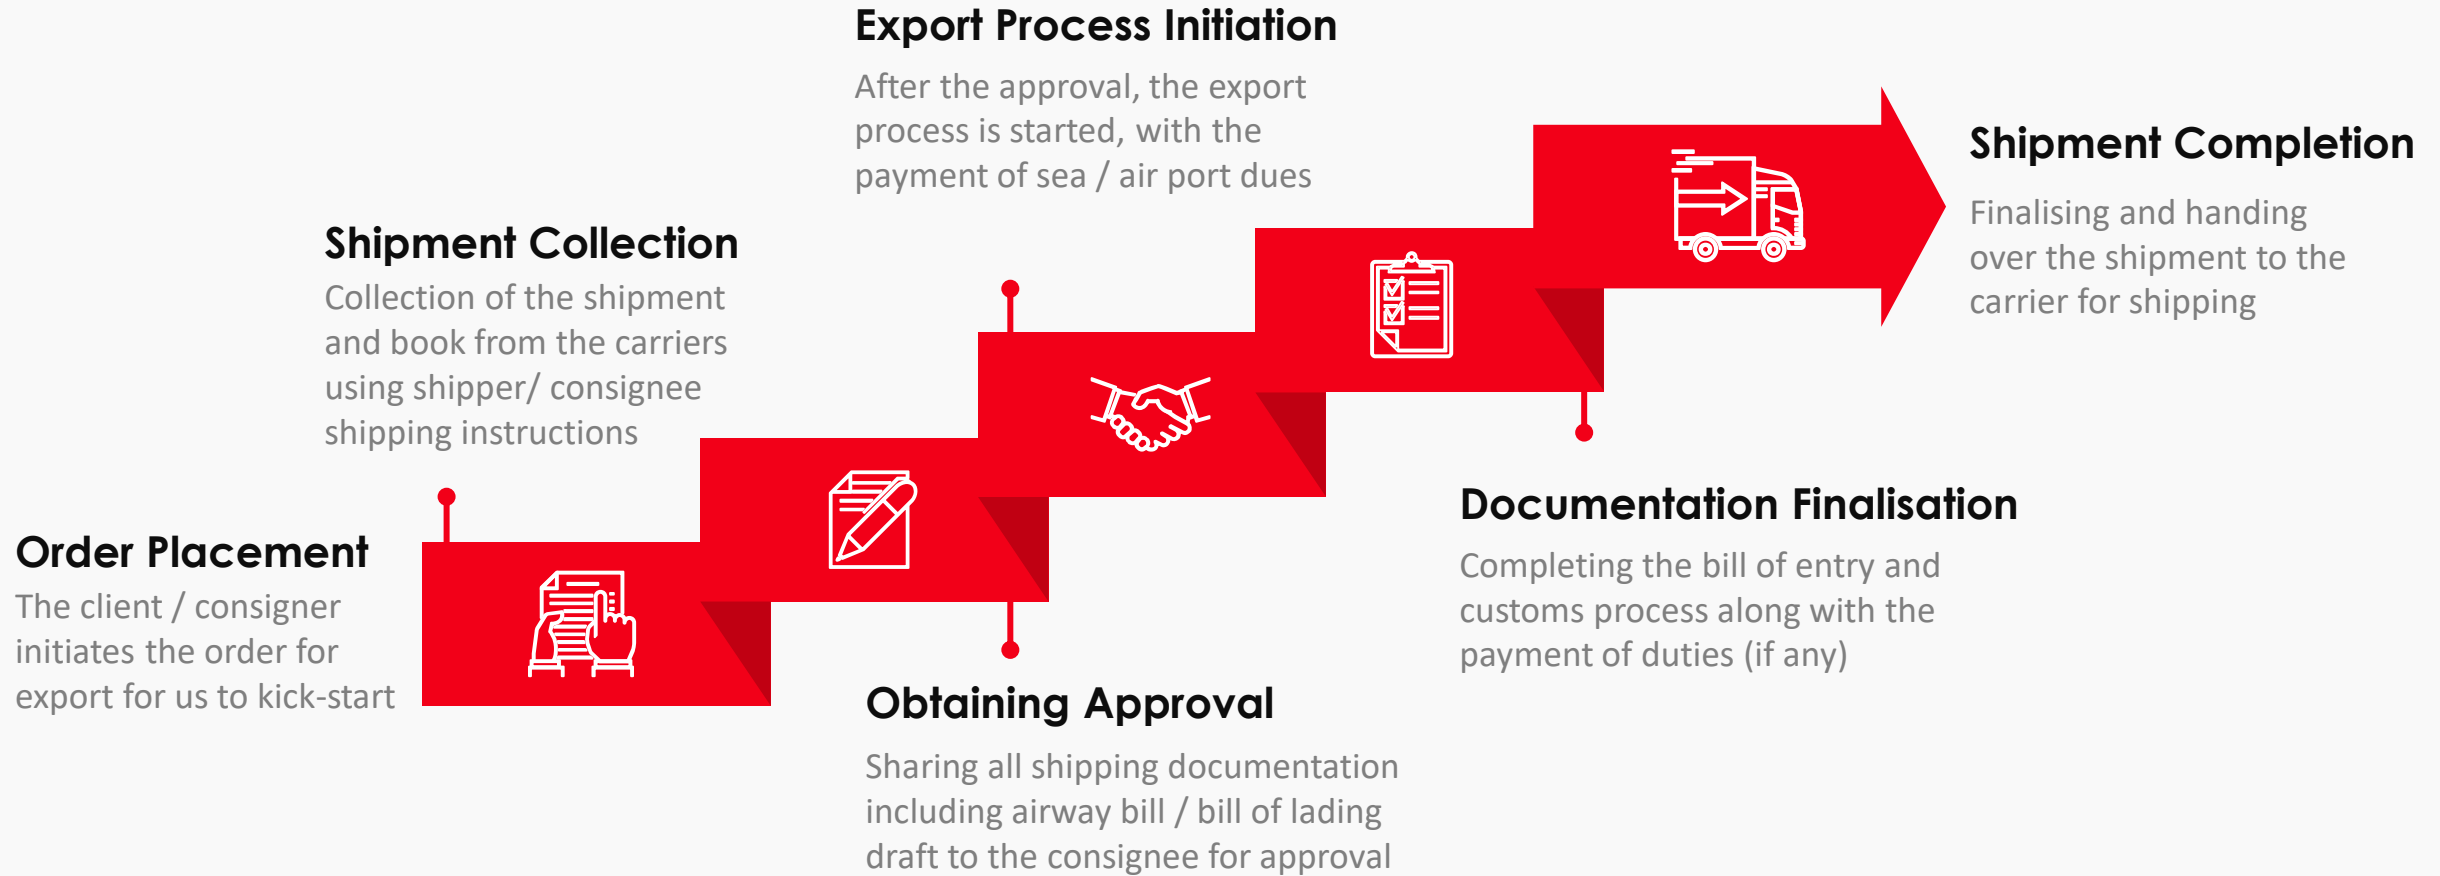 Order Placement
The client / consigner
initiates the order for
export for us to kick-start
Shipment Collection
Collection of the shipment
and book from the carriers
using shipper/ consignee
shipping instructions
Obtaining Approval
Sharing all shipping documentation
including airway bill / bill of lading
draft to the consignee for approval
Export Process Initiation
After the approval, the export
process is started, with the
payment of sea / air port dues
Documentation Finalisation
Completing the bill of entry and
customs process along with the
payment of duties (if any)
Shipment Completion
Finalising and handing
over the shipment to the
carrier for shipping